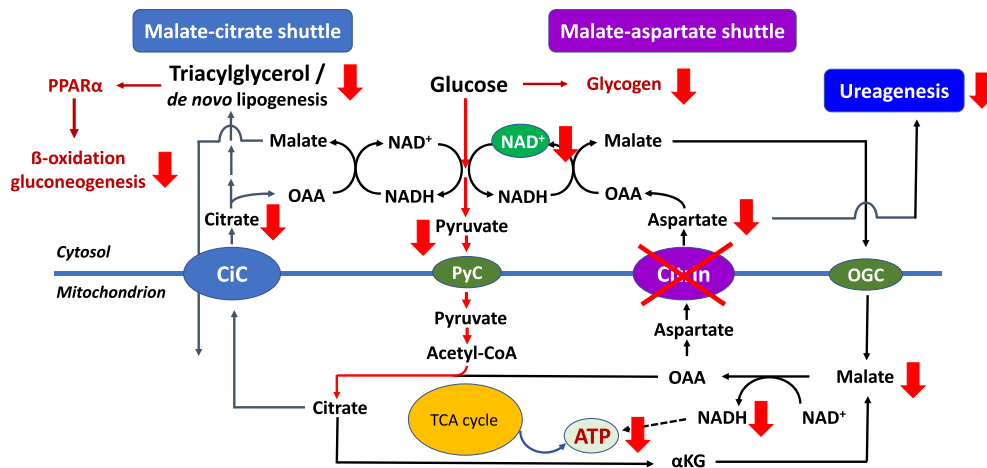 Malate-citrate shuttle
Malate-aspartate shuttle
PPARα
Triacylglycerol /
de novo lipogenesis
Glucose
Glycogen
Ureagenesis
ß-oxidation
gluconeogenesis
Malate
NAD+
NAD+
Malate
OAA
NADH
NADH
OAA
Citrate
Pyruvate
Aspartate
Cytosol
CiC
PyC
Citrin
OGC
Mitochondrion
Pyruvate
Aspartate
Acetyl-CoA
OAA
Malate
Citrate
TCA cycle
ATP
NADH
NAD+
αKG